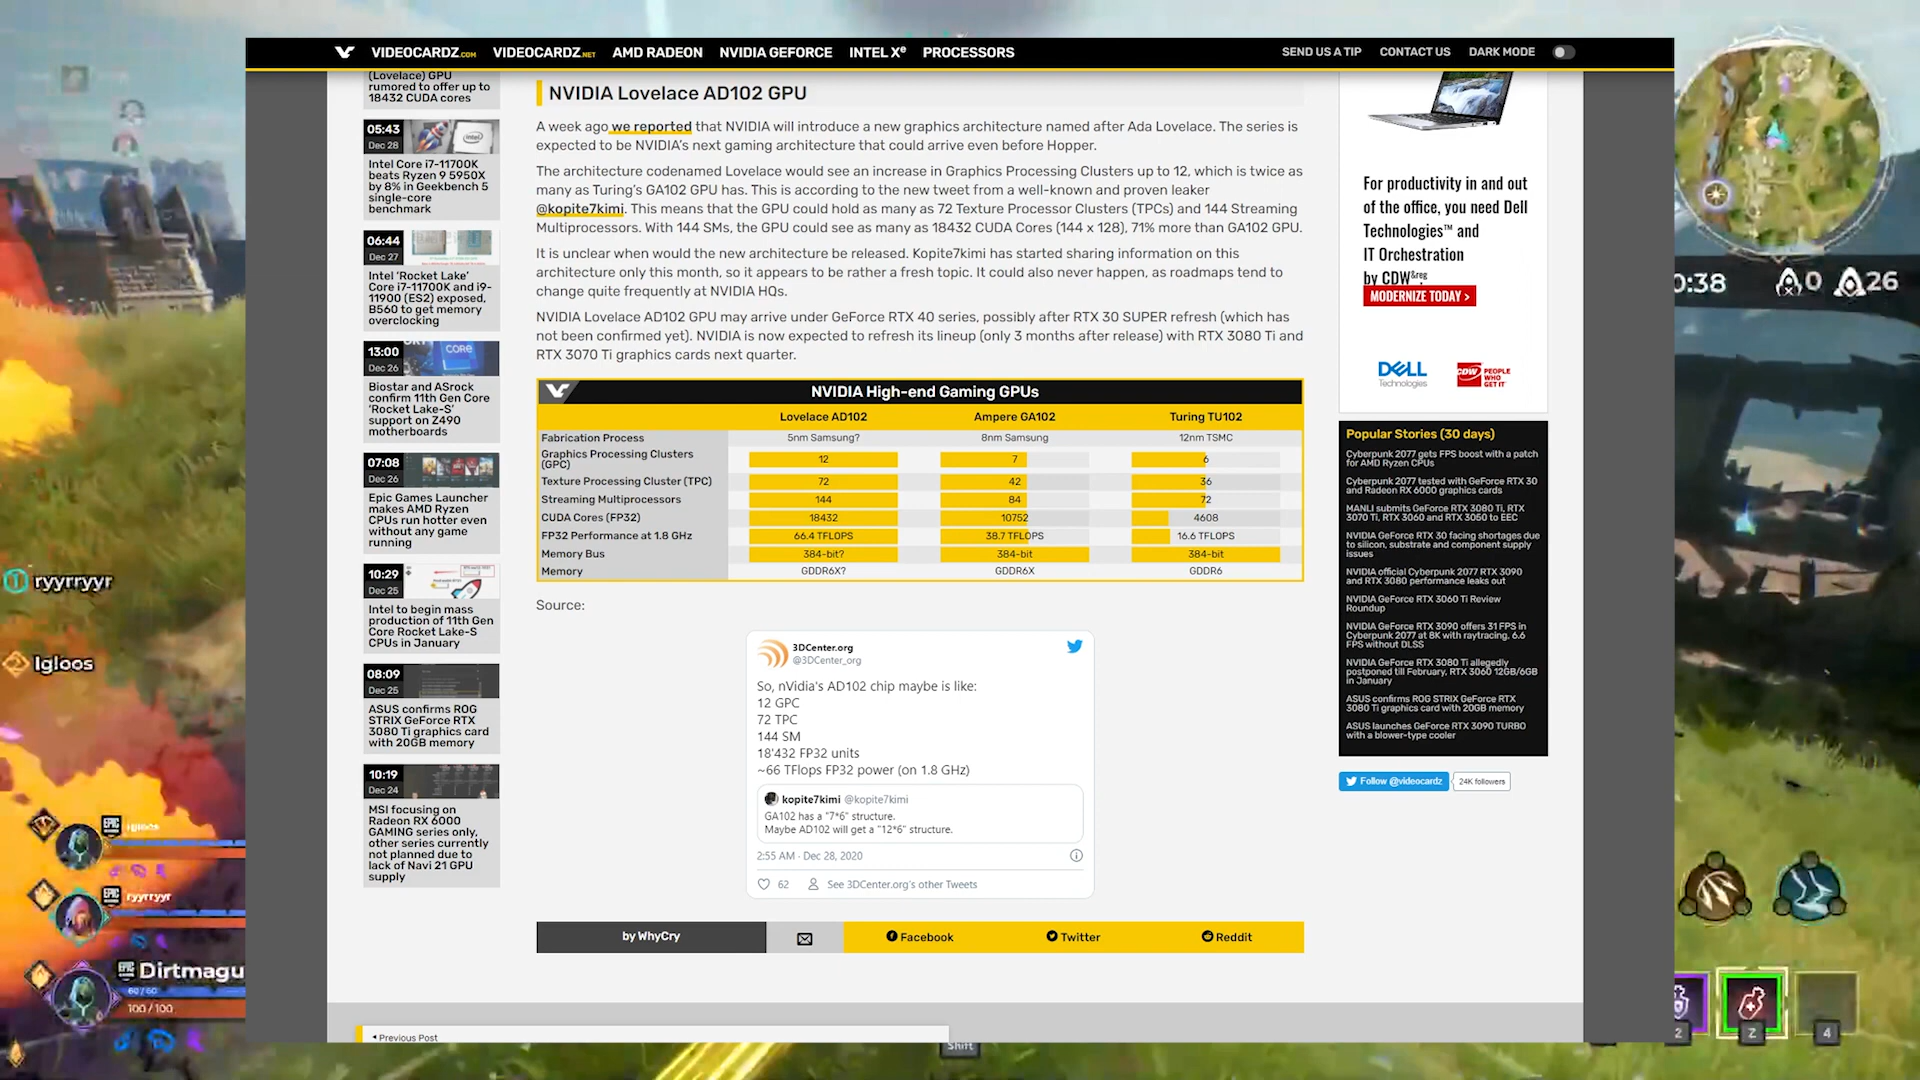 VIDEOCARDZ.COM VIDEOCARDZ.NET AMD RADEON NVIDIA GEFORCE INTEL Xe PROCESSORS SEND US A TIP CONTACT US DARK MODE
(Lovelace) GPU
rumored to offer up to
18432 CUDA cores
05:43
Dec 28
intel
Intel Core i7-11700K
beats Ryzen 9 5950X
by 8% in Geekbench 5
single-core
benchmark
06:44
Dec 27
Intel ‘Rocket Lake’
Core i7-11700K and i9-
11900 (ES2) exposed,
B560 to get memory
overclocking
13:00
Dec 26
CORE
Biostar and ASrock
confirm 11th Gen Core
‘Rocket Lake-S’
support on Z490
motherboards
07:08
Dec 26
Epic Games Launcher
makes AMD Ryzen
CPUs run hotter even
without any game
running
10:29
Dec 25
Intel to begin mass
production of 11th Gen
Core Rocket Lake-S
CPUs in January
08:09
Dec 25
ASUS confirms ROG
STRIX GeForce RTX
3080 Ti graphics card
with 20GB memory
10:19
Dec 24
MSI focusing on
Radeon RX 6000
GAMING series only,
other series currently
not planned due to
lack of Navi 21 GPU
supply
NVIDIA Lovelace AD102 GPU
A week ago we reported that NVIDIA will introduce a new graphics architecture named after Ada Lovelace. The series is
expected to be NVIDIA’s next gaming architecture that could arrive even before Hopper.
The architecture codenamed Lovelace would see an increase in Graphics Processing Clusters up to 12, which is twice as
many as Turing’s GA102 GPU has. This is according to the new tweet from a well-known and proven leaker
@kopite7kimi. This means that the GPU could hold as many as 72 Texture Processor Clusters (TPCs) and 144 Streaming
Multiprocessors. With 144 SMs, the GPU could see as many as 18432 CUDA Cores (144 x 128), 71% more than GA102 GPU.
It is unclear when would the new architecture be released. Kopite7kimi has started sharing information on this
architecture only this month, so it appears to be rather a fresh topic. It could also never happen, as roadmaps tend to
change quite frequently at NVIDIA HQs.
NVIDIA Lovelace AD102 GPU may arrive under GeForce RTX 40 series, possibly after RTX 30 SUPER refresh (which has
not been confirmed yet). NVIDIA is now expected to refresh its lineup (only 3 months after release) with RTX 3080 Ti and
RTX 3070 Ti graphics cards next quarter.
NVIDIA High-end Gaming GPUs
Lovelace AD102 Ampere GA102 Turing TU102
Fabrication Process 5nm Samsung? 8nm Samsung 12nm TSMC
Graphics Processing Clusters
(GPC) 12 7 6
Texture Processing Cluster (TPC) 72 42 36
Streaming Multiprocessors 144 84 72
CUDA Cores (FP32) 18432 10752 4608
FP32 Performance at 1.8 GHz 66.4 TFLOPS 38.7 TFLOPS 16.6 TFLOPS
Memory Bus 384-bit? 384-bit 384-bit
Memory GDDR6X? GDDR6X GDDR6
Source:
3DCenter.org
@3DCenter_org
So, nVidia's AD102 chip maybe is like:
12 GPC
72 TPC
144 SM
18'432 FP32 units
~66 TFlops FP32 power (on 1.8 GHz)
kopite7kimi @kopite7kimi
GA102 has a "7*6" structure.
Maybe AD102 will get a "12*6" structure.
2:55 AM · Dec 28, 2020
62 See 3DCenter.org's other Tweets
by WhyCry Facebook Twitter Reddit
Previous Post
For productivity in and out
of the office, you need Dell
Technologies™ and
IT Orchestration
by CDW®.
MODERNIZE TODAY >
DELL
Technologies
CDW PEOPLE
WHO
GET IT
Popular Stories (30 days)
Cyberpunk 2077 gets FPS boost with a patch
for AMD Ryzen CPUs
Cyberpunk 2077 tested with GeForce RTX 30
and Radeon RX 6000 graphics cards
MANLI submits GeForce RTX 3080 Ti, RTX
3070 Ti, RTX 3060 and RTX 3050 to EEC
NVIDIA GeForce RTX 30 facing shortages due
to silicon, substrate and component supply
issues
NVIDIA official Cyberpunk 2077 RTX 3090
and RTX 3080 performance leaks out
NVIDIA GeForce RTX 3060 Ti Review
Roundup
NVIDIA GeForce RTX 3090 offers 31 FPS in
Cyberpunk 2077 at 8K with raytracing, 6.6
FPS without DLSS
NVIDIA GeForce RTX 3080 Ti allegedly
postponed till February, RTX 3060 12GB/6GB
in January
ASUS confirms ROG STRIX GeForce RTX
3080 Ti graphics card with 20GB memory
ASUS launches GeForce RTX 3090 TURBO
with a blower-type cooler
Follow @videocardz 24K followers
0:38 0 26
ryyrryyr
Igloos
EPIC igloos
EPIC ryyrryyr
EPIC Dirtmagu
60/60
100/100
Shift
2 Z 4